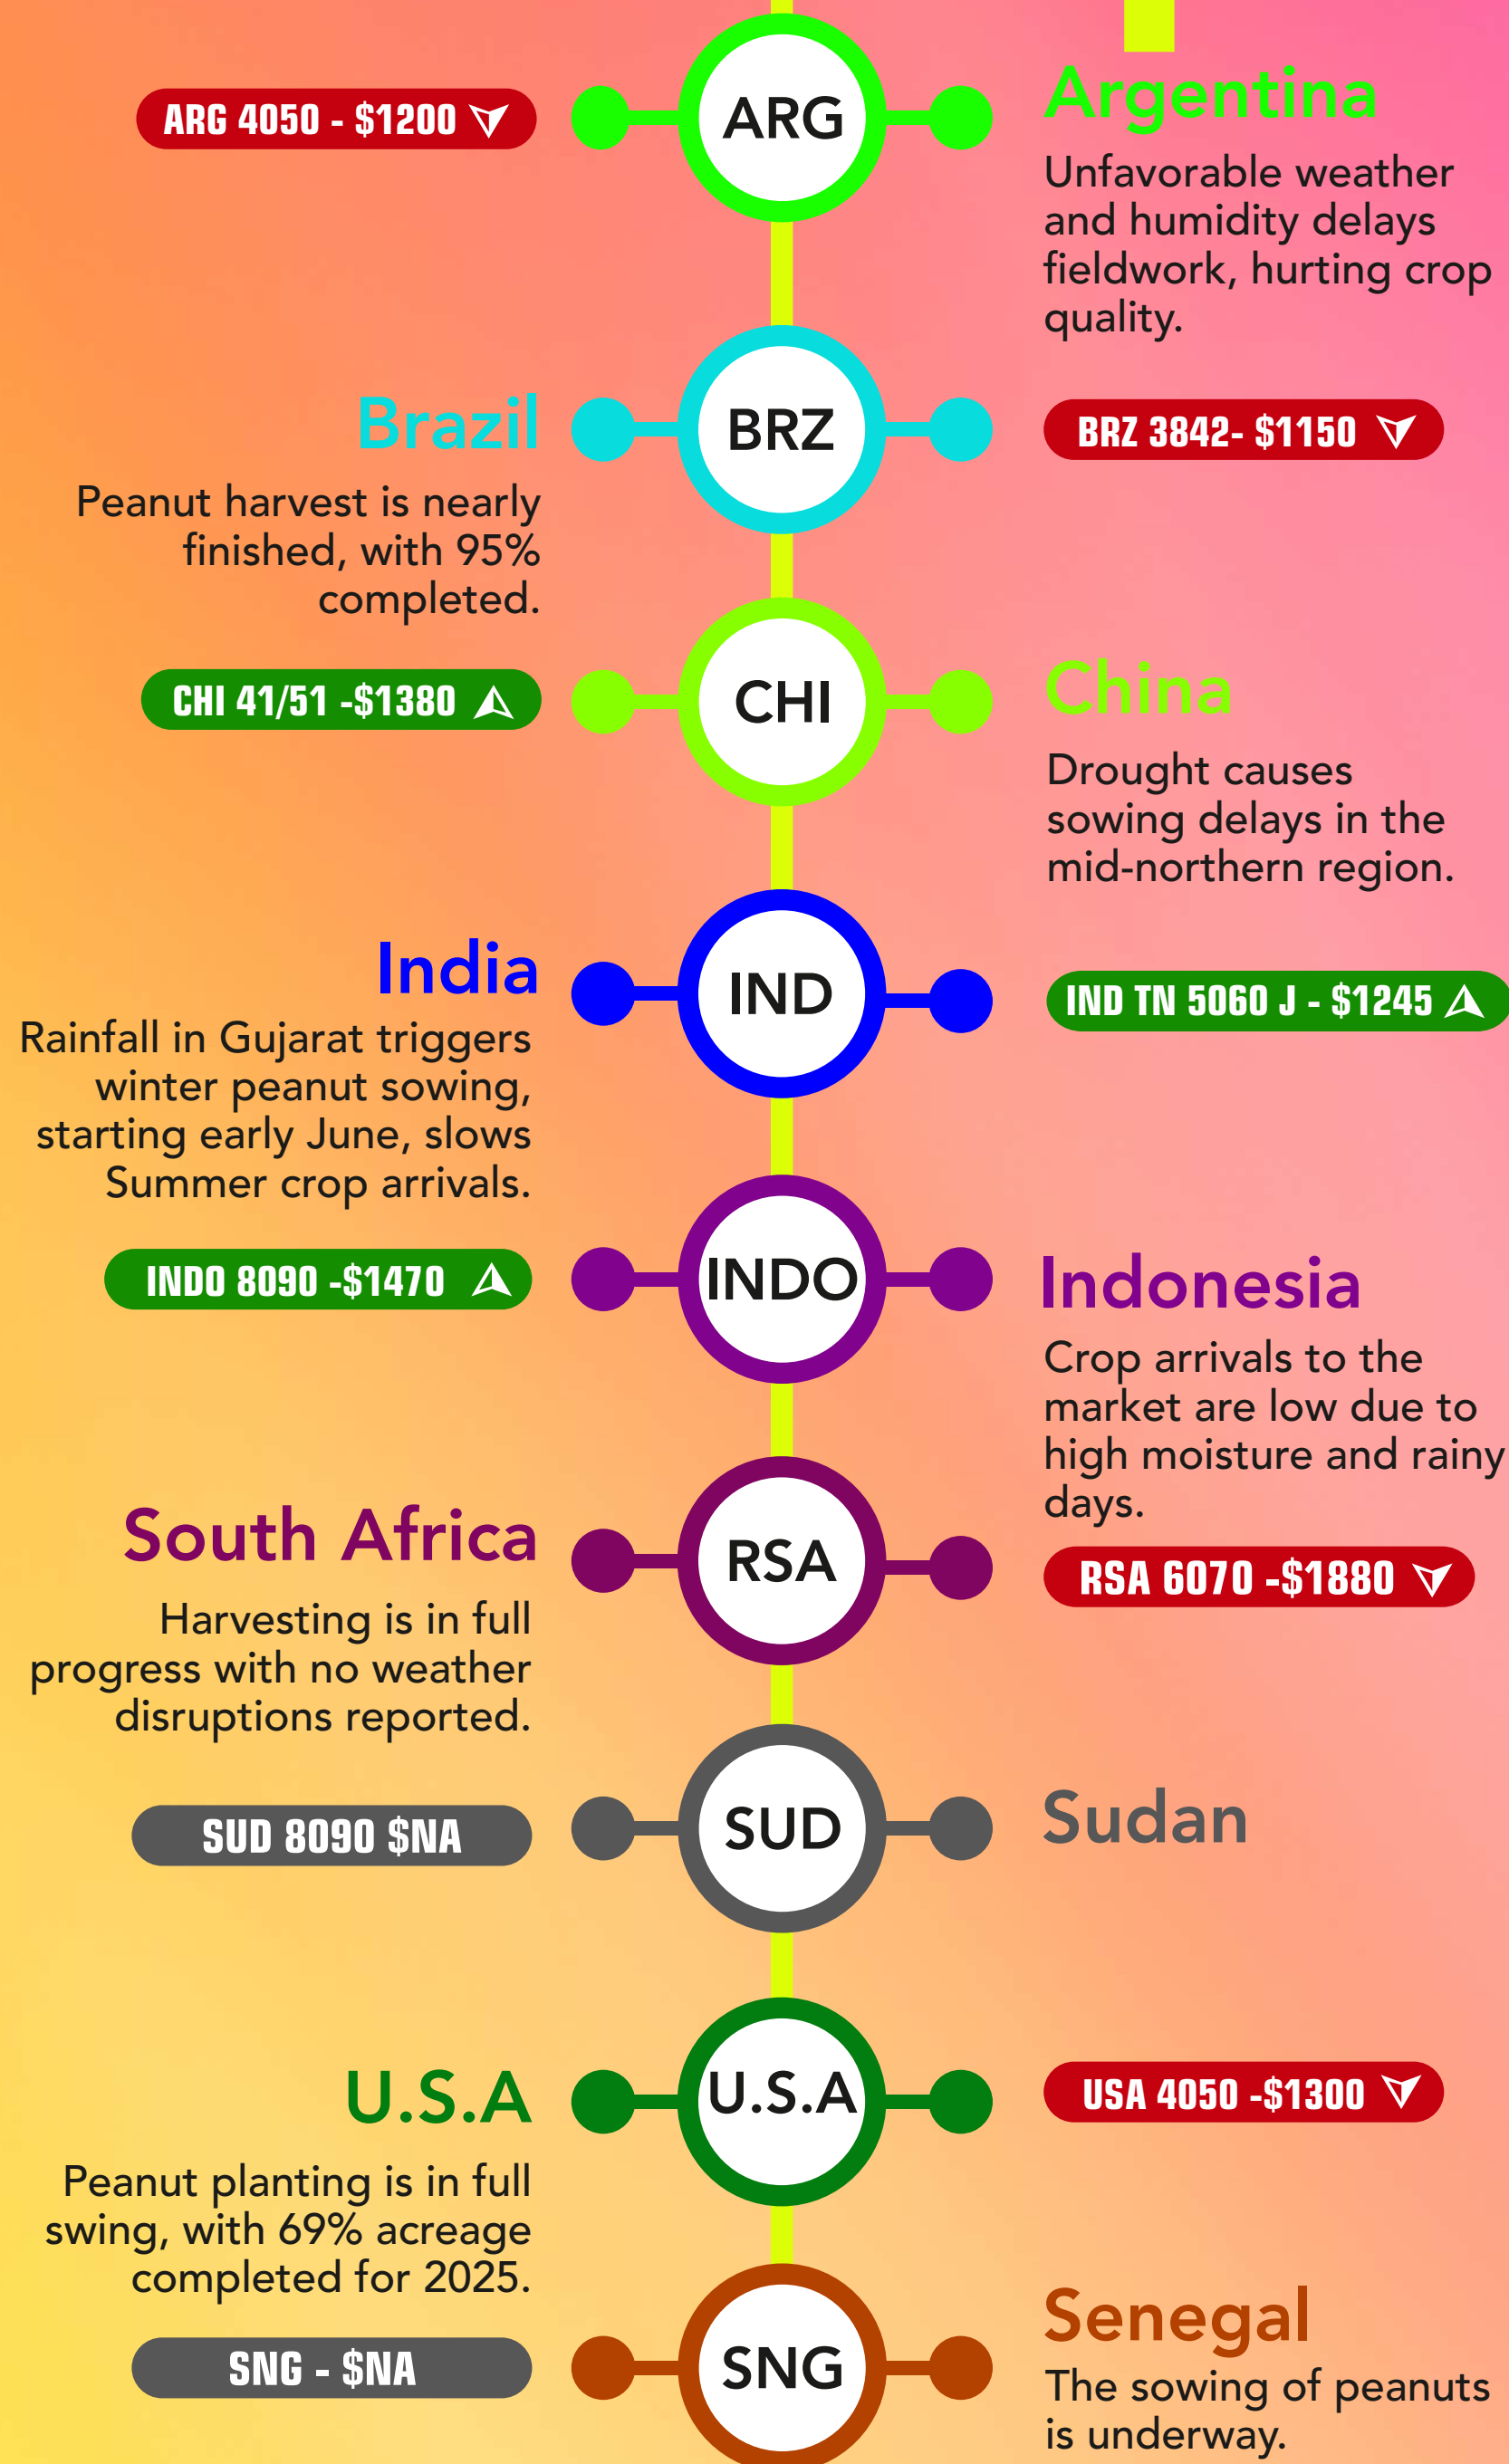 ARG 4050 - $1200
ARG
Argentina
Unfavorable weather
and humidity delays
fieldwork, hurting crop
quality.
Brazil
Peanut harvest is nearly
finished, with 95%
completed.
BRZ
BRZ 3842- $1150
CHI 41/51 -$1380
CHI
China
Drought causes
sowing delays in the
mid-northern region.
India
Rainfall in Gujarat triggers
winter peanut sowing,
starting early June, slows
Summer crop arrivals.
IND
IND TN 5060 J - $1245
INDO 8090 -$1470
INDO
Indonesia
Crop arrivals to the
market are low due to
high moisture and rainy
days.
South Africa
Harvesting is in full
progress with no weather
disruptions reported.
RSA
RSA 6070 -$1880
SUD 8090 $NA
SUD
Sudan
U.S.A
Peanut planting is in full
swing, with 69% acreage
completed for 2025.
U.S.A
USA 4050 -$1300
SNG - $NA
SNG
Senegal
The sowing of peanuts
is underway.